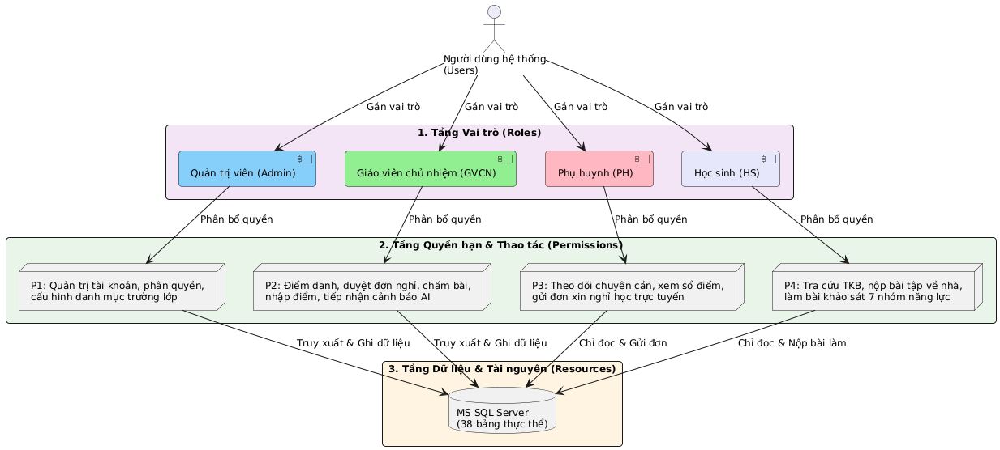 Người dùng hệ thống
(Users)
Gán vai trò
Gán vai trò
Gán vai trò
Gán vai trò
1. Tầng Vai trò (Roles)
Quản trị viên (Admin)
Giáo viên chủ nhiệm (GVCN)
Phụ huynh (PH)
Học sinh (HS)
Phân bổ quyền
Phân bổ quyền
Phân bổ quyền
Phân bổ quyền
2. Tầng Quyền hạn & Thao tác (Permissions)
P1: Quản trị tài khoản, phân quyền,
cấu hình danh mục trường lớp
P2: Điểm danh, duyệt đơn nghỉ, chấm bài,
nhập điểm, tiếp nhận cảnh báo AI
P3: Theo dõi chuyên cần, xem sổ điểm,
gửi đơn xin nghỉ học trực tuyến
P4: Tra cứu TKB, nộp bài tập về nhà,
làm bài khảo sát 7 nhóm năng lực
Truy xuất & Ghi dữ liệu
Truy xuất & Ghi dữ liệu
Chỉ đọc & Gửi đơn
Chỉ đọc & Nộp bài làm
3. Tầng Dữ liệu & Tài nguyên (Resources)
MS SQL Server
(38 bảng thực thể)